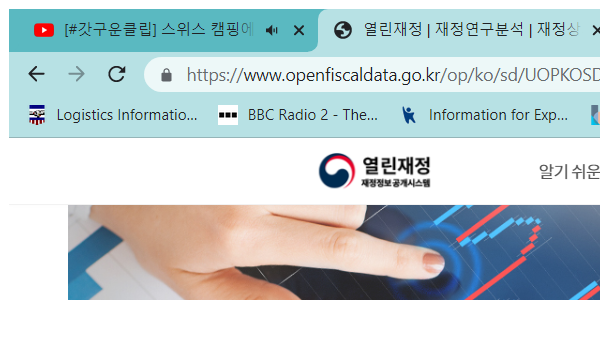 [#갓구운클립] 스위스 캠핑에
열린재정 | 재정연구분석 | 재정상
https://www.openfiscaldata.go.kr/op/ko/sd/UOPKOSD
Logistics Informatio...
BBC Radio 2 - The...
Information for Exp...
열린재정
재정정보공개시스템
알기 쉬운